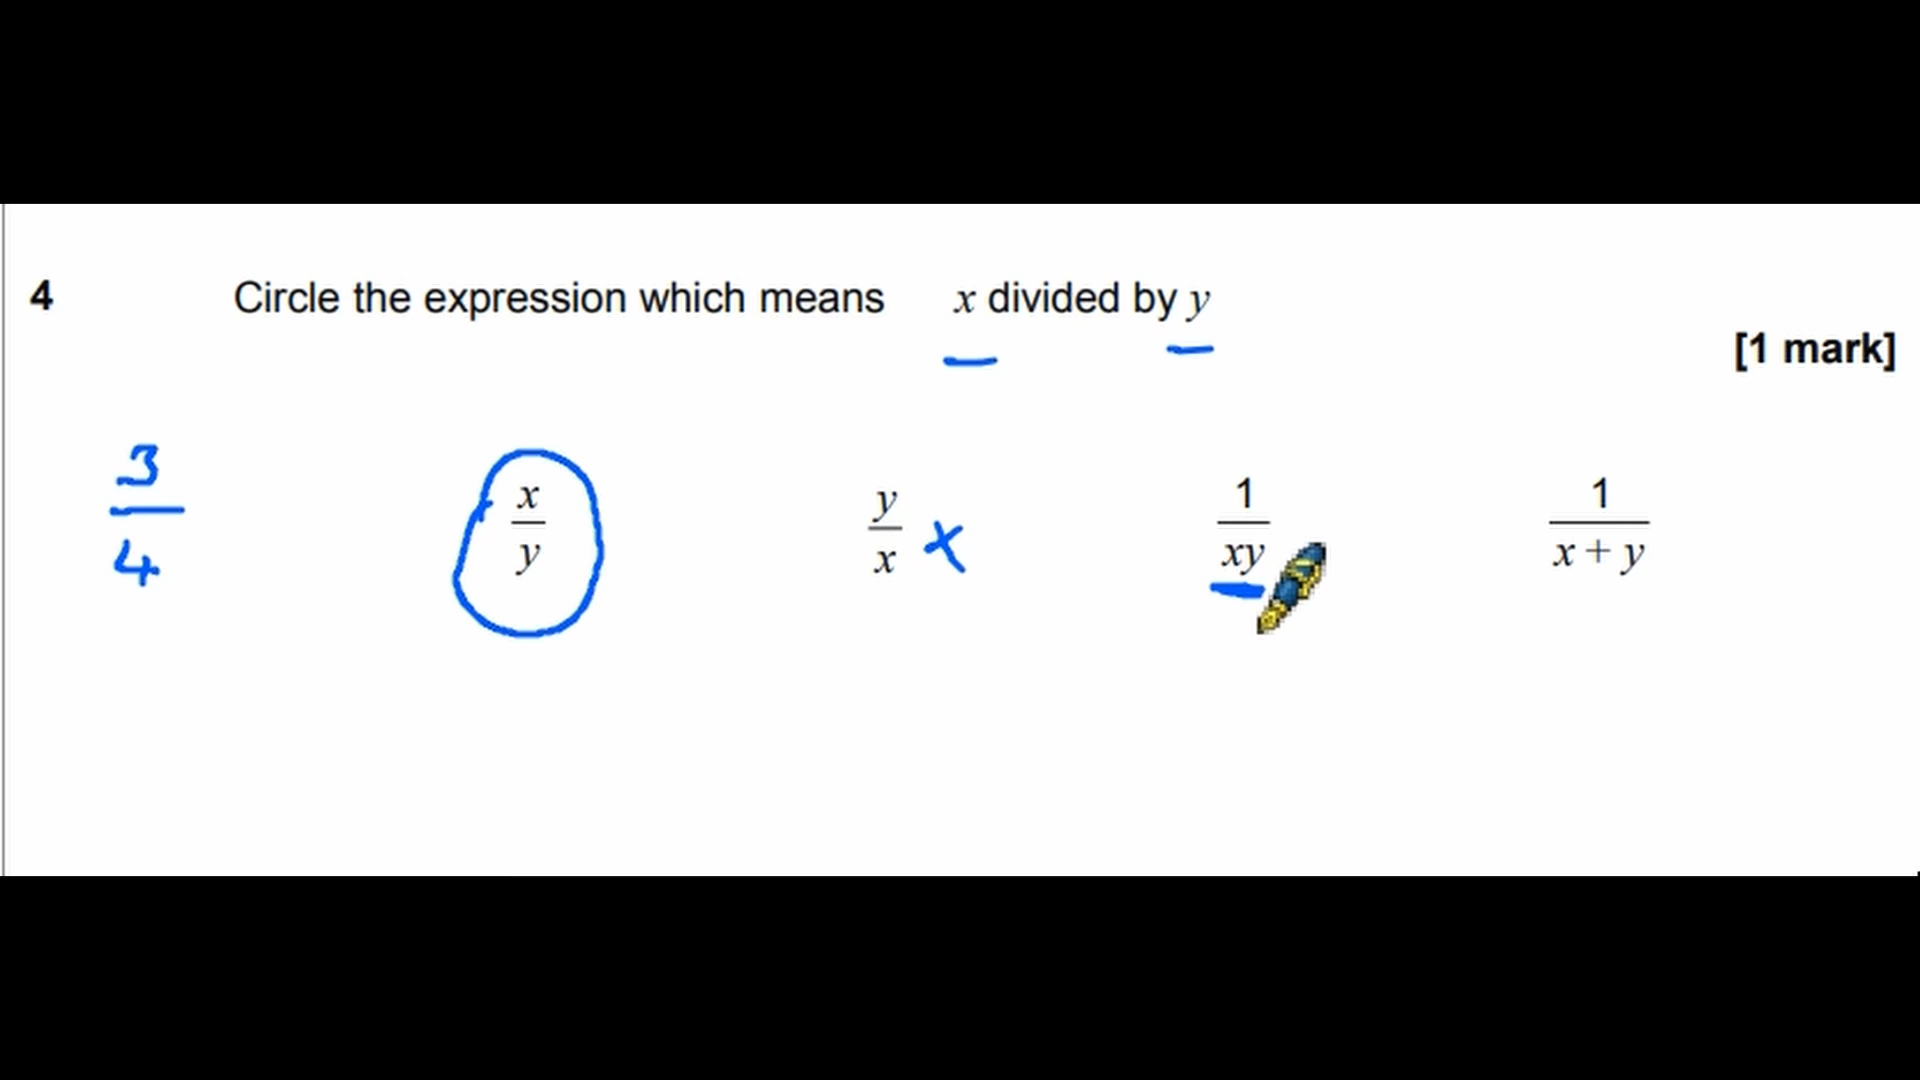 4 Circle the expression which means x divided by y
[1 mark]
3 x y 1 1
4 y x x xy x + y